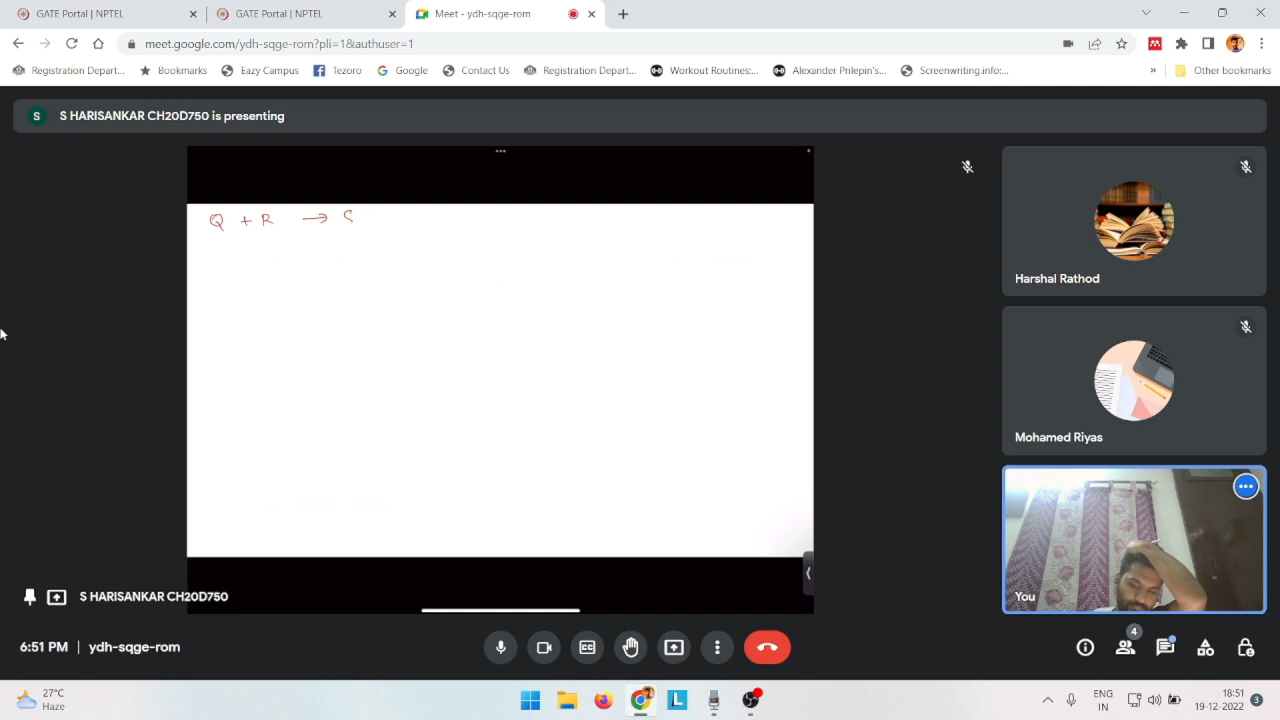 GATE Portal | NPTEL
GATE Portal | NPTEL
Meet - ydh-sqge-rom
meet.google.com/ydh-sqge-rom?pli=1&authuser=1
Registration Depart...
Bookmarks
Eazy Campus
Tezoro
Google
Contact Us
Registration Depart...
Workout Routines:...
Alexander Prilepin's...
Screenwriting.info:...
»
Other bookmarks
S
S HARISANKAR CH20D750 is presenting
Q + R → S
Harshal Rathod
Mohamed Riyas
You
S HARISANKAR CH20D750
6:51 PM | ydh-sqge-rom
4
27°C
Haze
ENG
IN
18:51
19-12-2022
3